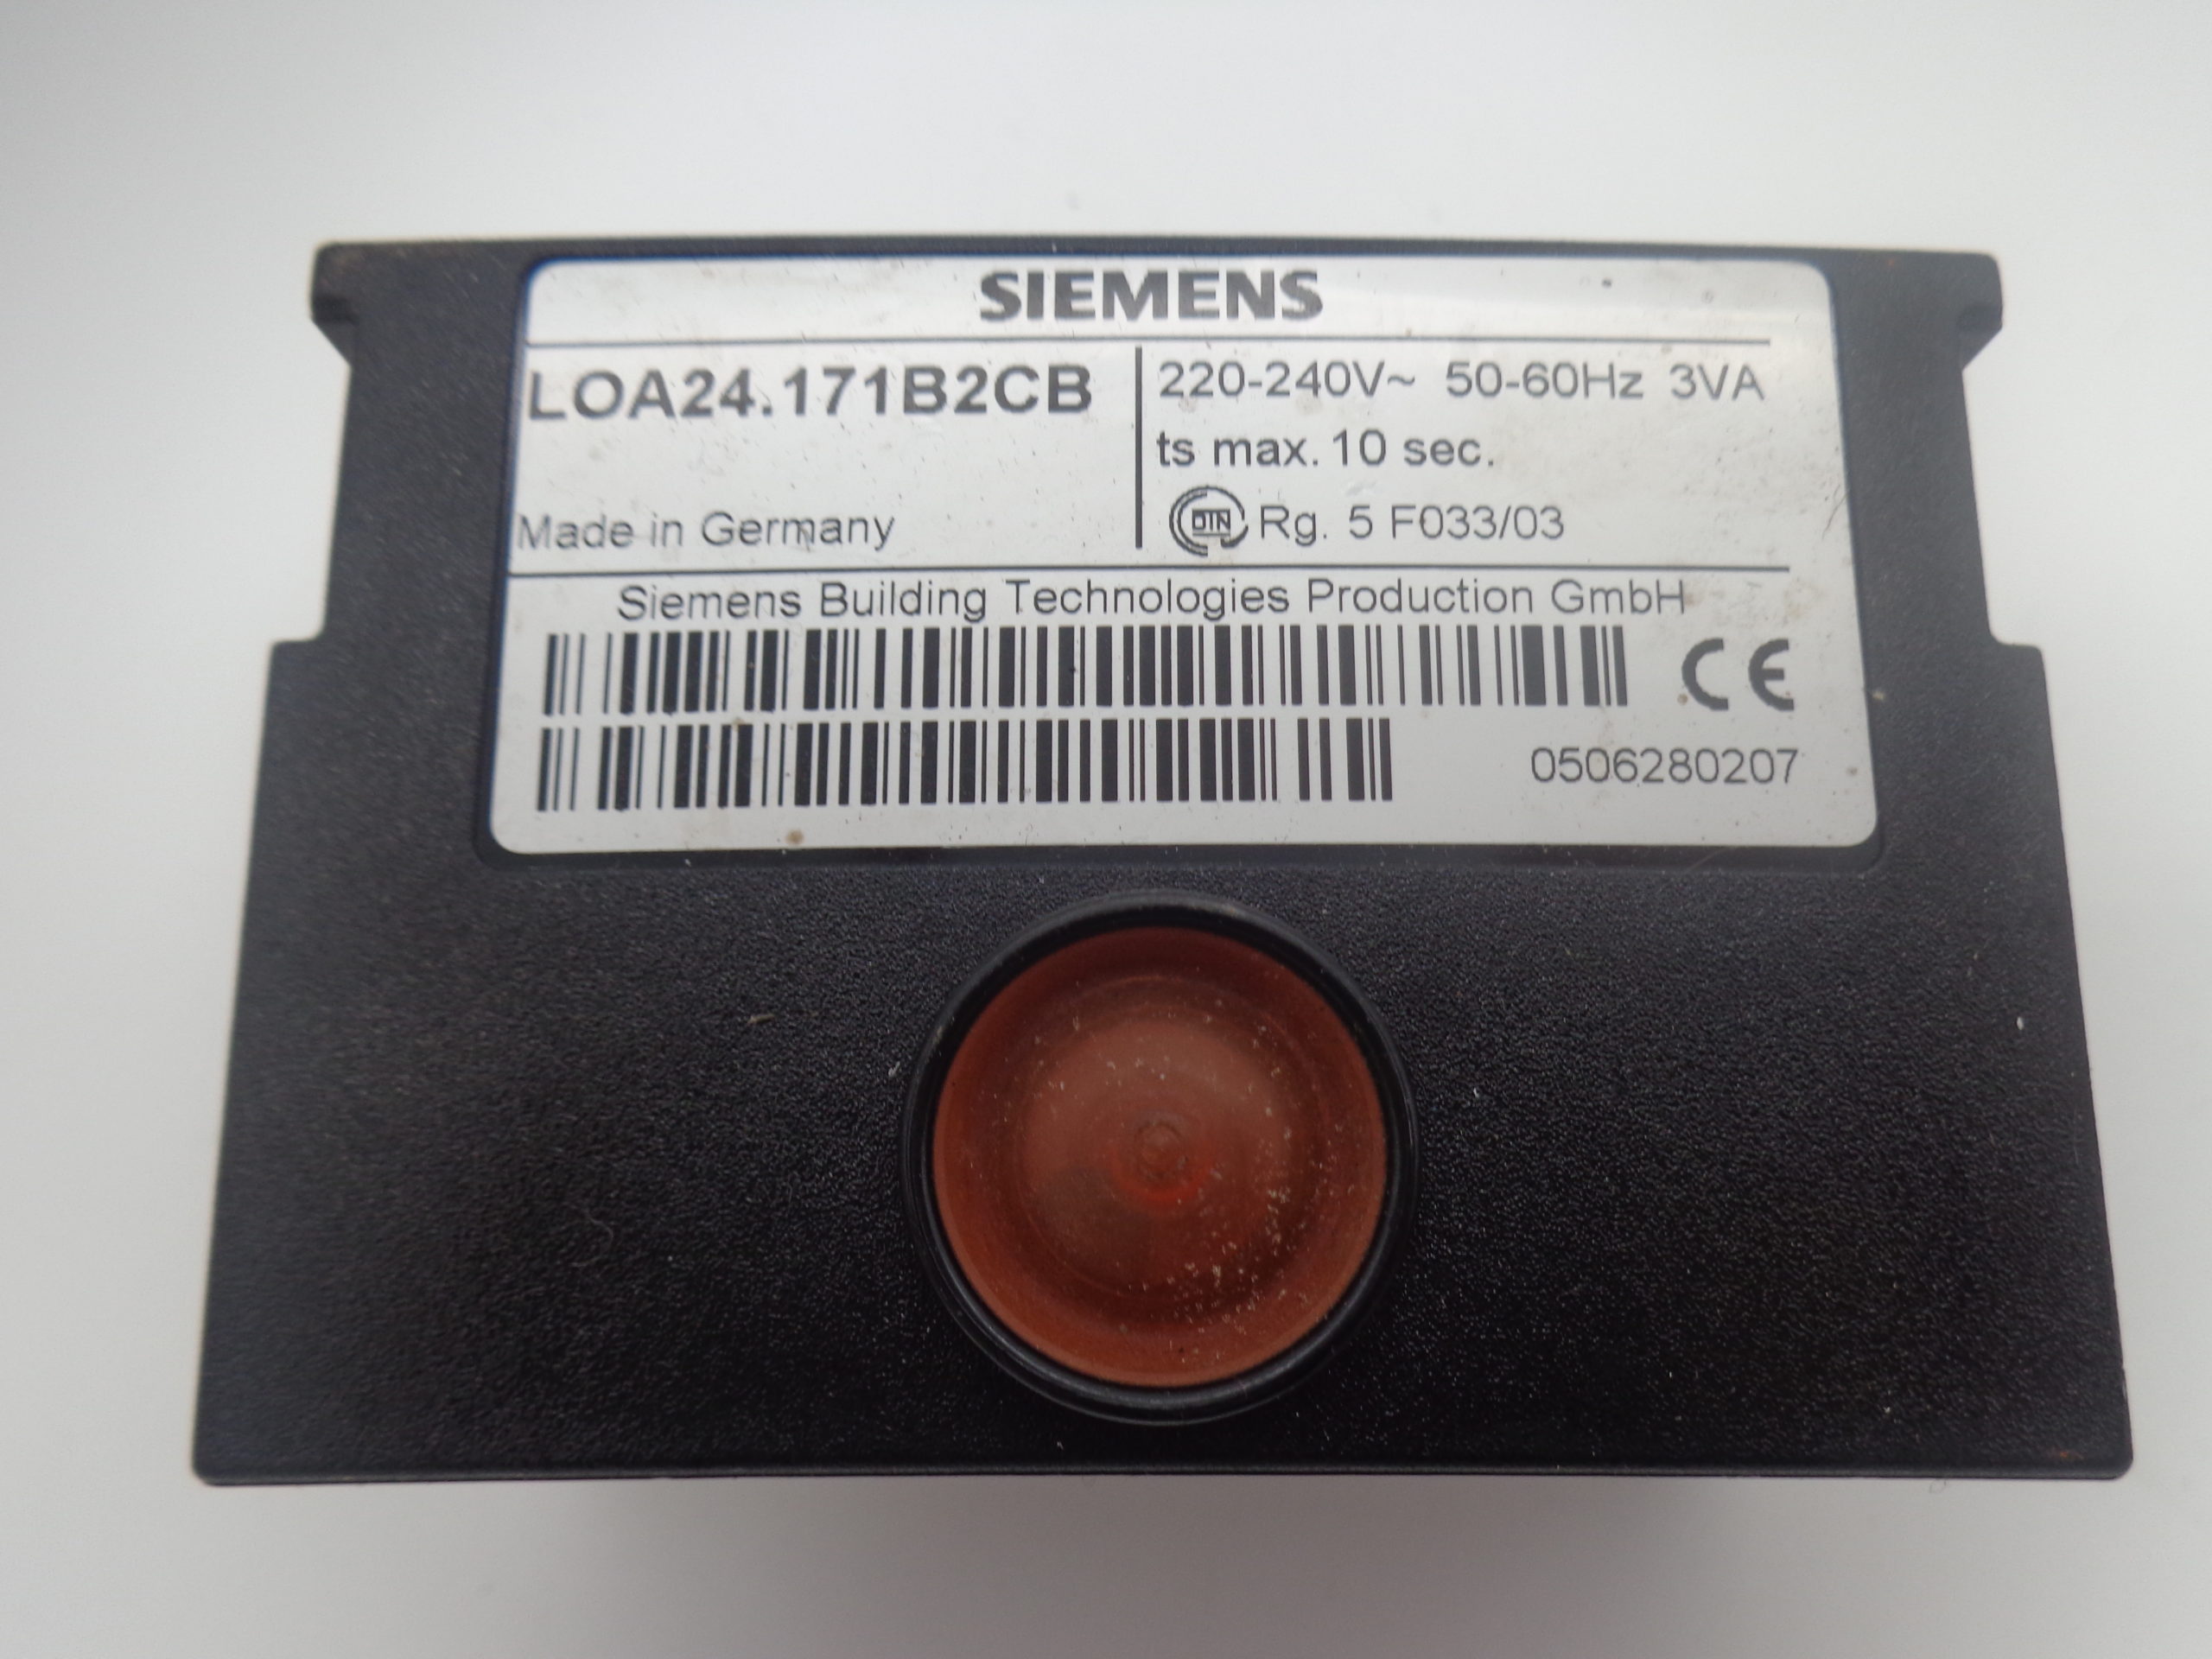 SIEMENS
LOA24.171B2CB
220-240V~ 50-60Hz 3VA
ts max. 10 sec.
Made in Germany
DIN Rg. 5 F033/03
Siemens Building Technologies Production GmbH
CE
0506280207